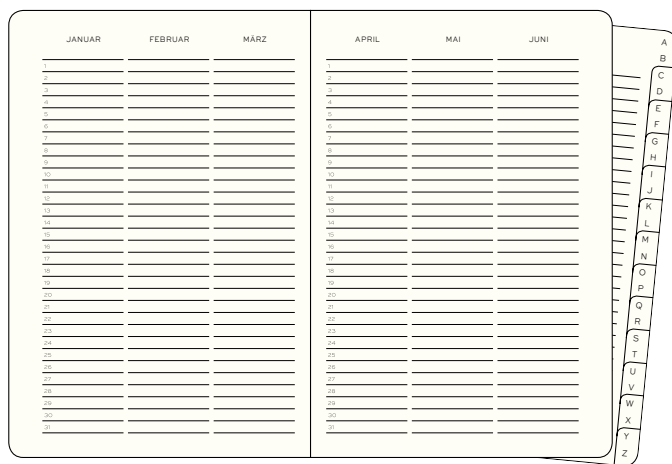 JANUAR FEBRUAR MÄRZ
1
2
3
4
5
6
7
8
9
10
11
12
13
14
15
16
17
18
19
20
21
22
23
24
25
26
27
28
29
30
31
APRIL MAI JUNI
1
2
3
4
5
6
7
8
9
10
11
12
13
14
15
16
17
18
19
20
21
22
23
24
25
26
27
28
29
30
31
A
B
C
D
E
F
G
H
I
J
K
L
M
N
O
P
Q
R
S
T
U
V
W
X
Y
Z